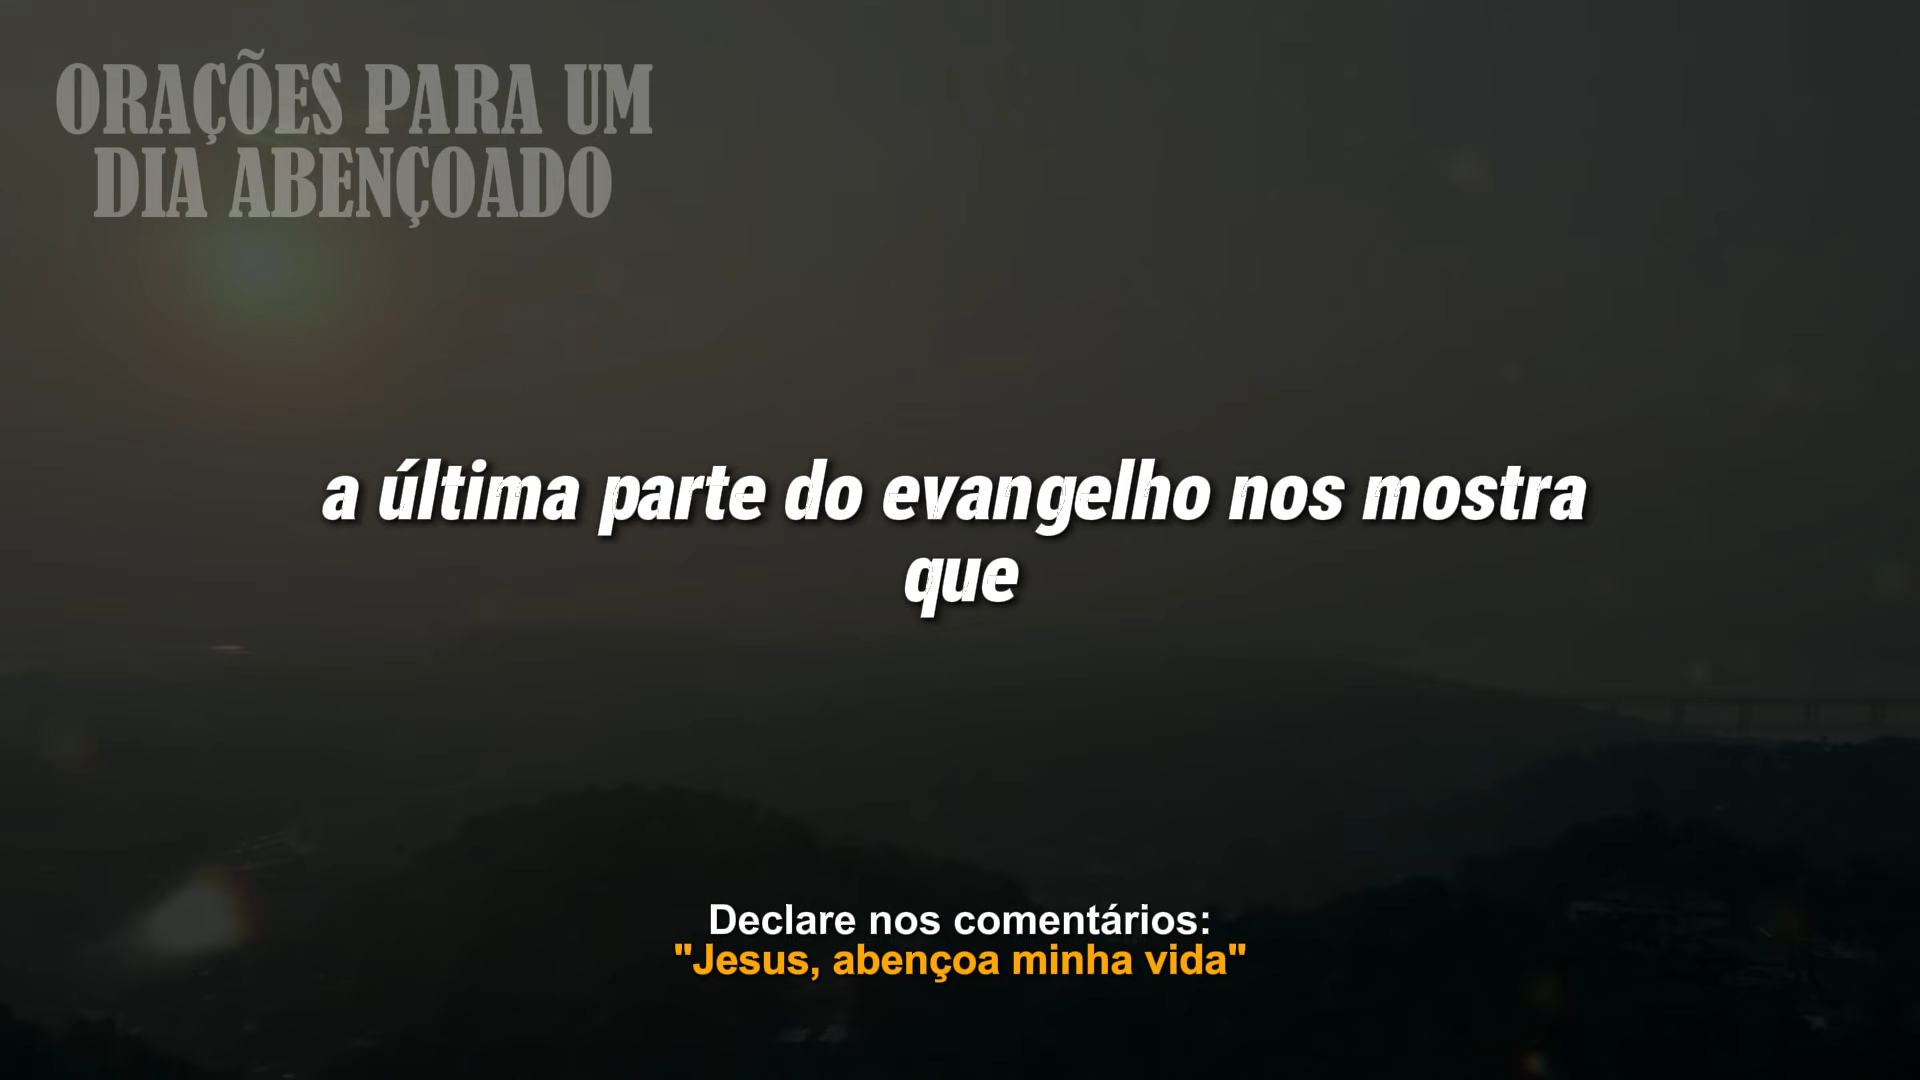 ORAÇÕES PARA UM
DIA ABENÇOADO
a última parte do evangelho nos mostra
que
Declare nos comentários:
"Jesus, abençoa minha vida"